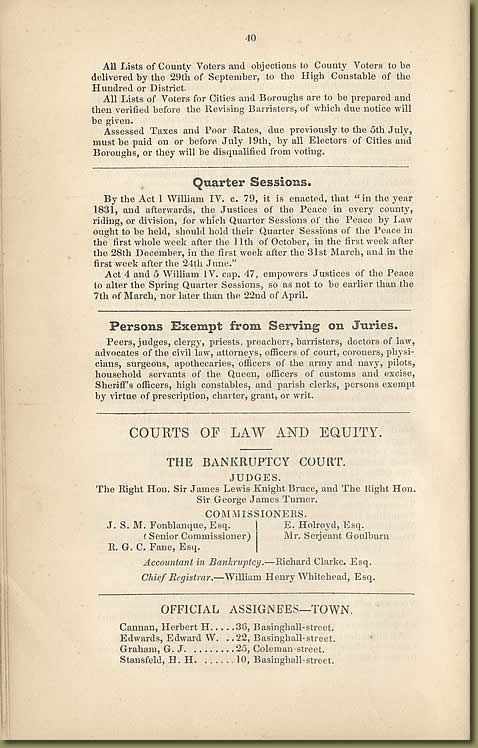 40
All Lists of County Voters and objections to County Voters to be
delivered by the 29th of September, to the High Constable of the
Hundred or District.
All Lists of Voters for Cities and Boroughs are to be prepared and
then verified before the Revising Barristers, of which due notice will
be given.
Assessed Taxes and Poor Rates, due previously to the 5th July,
must be paid on or before July 19th, by all Electors of Cities and
Boroughs, or they will be disqualified from voting.
Quarter Sessions.
By the Act 1 William IV. c. 79, it is enacted, that "in the year
1831, and afterwards, the Justices of the Peace in every county,
riding, or division, for which Quarter Sessions of the Peace by Law
ought to be held, should hold their Quarter Sessions of the Peace in
the first whole week after the 11th of October, in the first week after
the 28th December, in the first week after the 31st March, and in the
first week after the 24th June."
Act 4 and 5 William IV. cap. 47, empowers Justices of the Peace
to alter the Spring Quarter Sessions, so as not to be earlier than the
7th of March, nor later than the 22nd of April.
Persons Exempt from Serving on Juries.
Peers, judges, clergy, priests, preachers, barristers, doctors of law,
advocates of the civil law, attorneys, officers of court, coroners, physi-
cians, surgeons, apothecaries, officers of the army and navy, pilots,
household servants of the Queen, officers of customs and excise,
Sheriff's officers, high constables, and parish clerks, persons exempt
by virtue of prescription, charter, grant, or writ.
COURTS OF LAW AND EQUITY.
THE BANKRUPTCY COURT.
JUDGES.
The Right Hon. Sir James Lewis Knight Bruce, and The Right Hon.
Sir George James Turner.
COMMISSIONERS.
J. S. M. Fonblanque, Esq.
(Senior Commissioner)
R. G. C. Fane, Esq.
E. Holroyd, Esq.
Mr. Serjeant Goulburn
Accountant in Bankruptcy.—Richard Clarke, Esq.
Chief Registrar.—William Henry Whitehead, Esq.
OFFICIAL ASSIGNEES—TOWN.
Cannan, Herbert H.....36, Basinghall-street.
Edwards, Edward W. ..22, Basinghall-street.
Graham, G. J. ........25, Coleman-street.
Stansfeld, H. H. ......10, Basinghall-street.